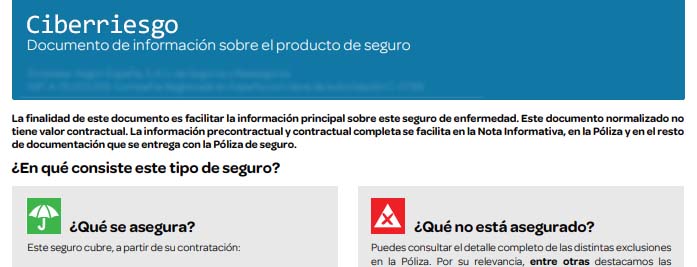 Ciberriesgo
Documento de información sobre el producto de seguro
La finalidad de este documento es facilitar la información principal sobre este seguro de enfermedad. Este documento normalizado no
tiene valor contractual. La información precontractual y contractual completa se facilita en la Nota Informativa, en la Póliza y en el resto
de documentación que se entrega con la Póliza de seguro.
¿En qué consiste este tipo de seguro?
¿Qué se asegura?
Este seguro cubre, a partir de su contratación:
¿Qué no está asegurado?
Puedes consultar el detalle completo de las distintas exclusiones
en la Póliza. Por su relevancia, entre otras destacamos las